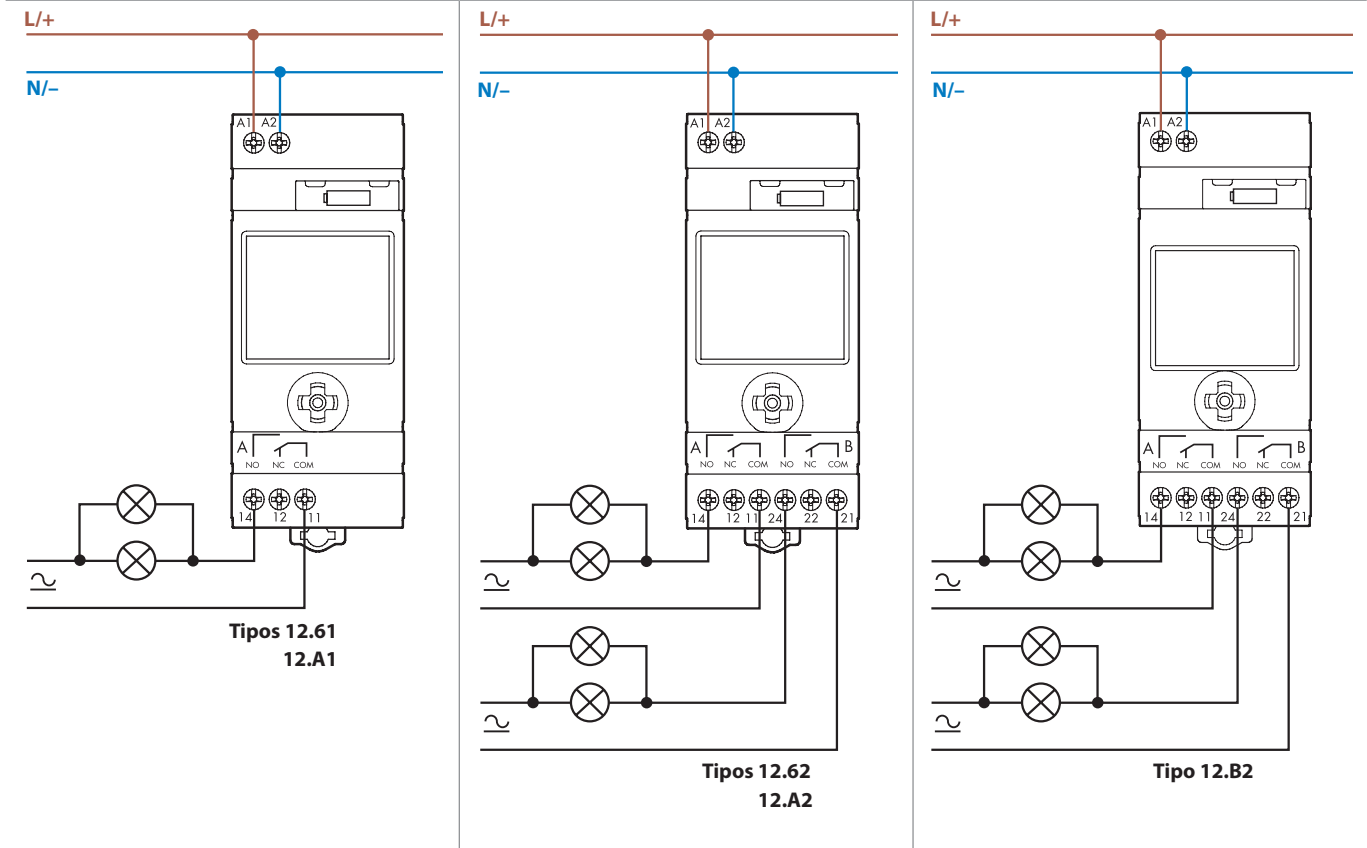 L/+
N/–
A1 A2
A
NO NC COM
14 12 11
Tipos 12.61
12.A1
L/+
N/–
A1 A2
A B
NO NC COM NO NC COM
14 12 11 24 22 21
Tipos 12.62
12.A2
L/+
N/–
A1 A2
A B
NO NC COM NO NC COM
14 12 11 24 22 21
Tipo 12.B2